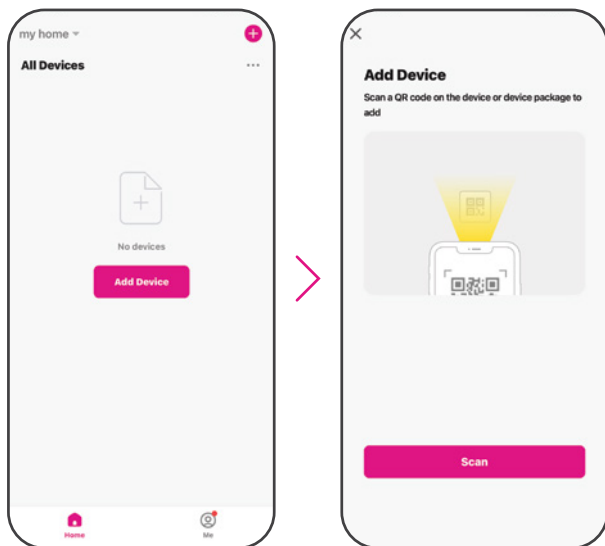 my home
All Devices
No devices
Add Device
Home
Me
Add Device
Scan a QR code on the device or device package to
add
Scan